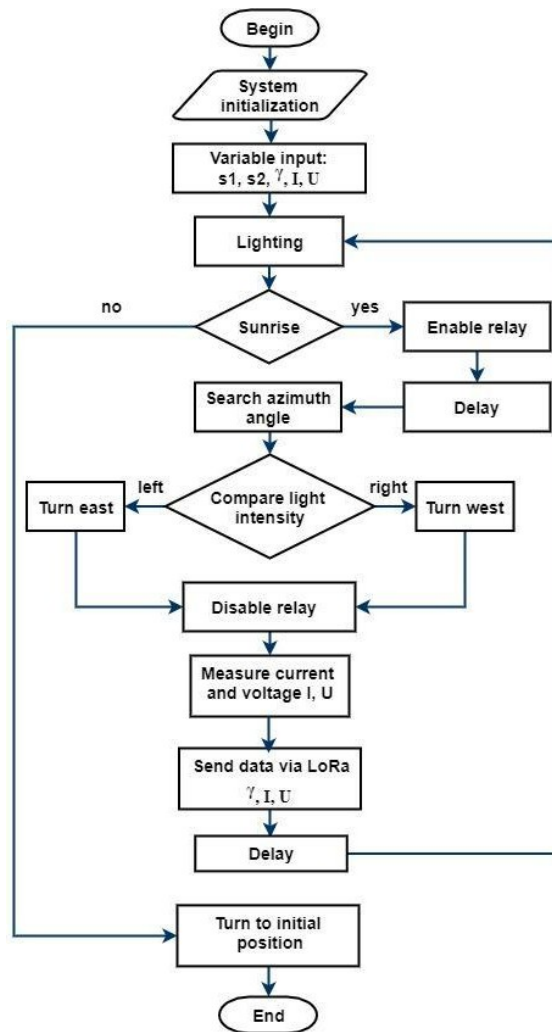 Begin
System
initialization
Variable input:
s1, s2, γ, I, U
Lighting
no
Sunrise
yes
Enable relay
Search azimuth
angle
Delay
left
Compare light
intensity
right
Turn east
Turn west
Disable relay
Measure current
and voltage I, U
Send data via LoRa
γ, I, U
Delay
Turn to initial
position
End